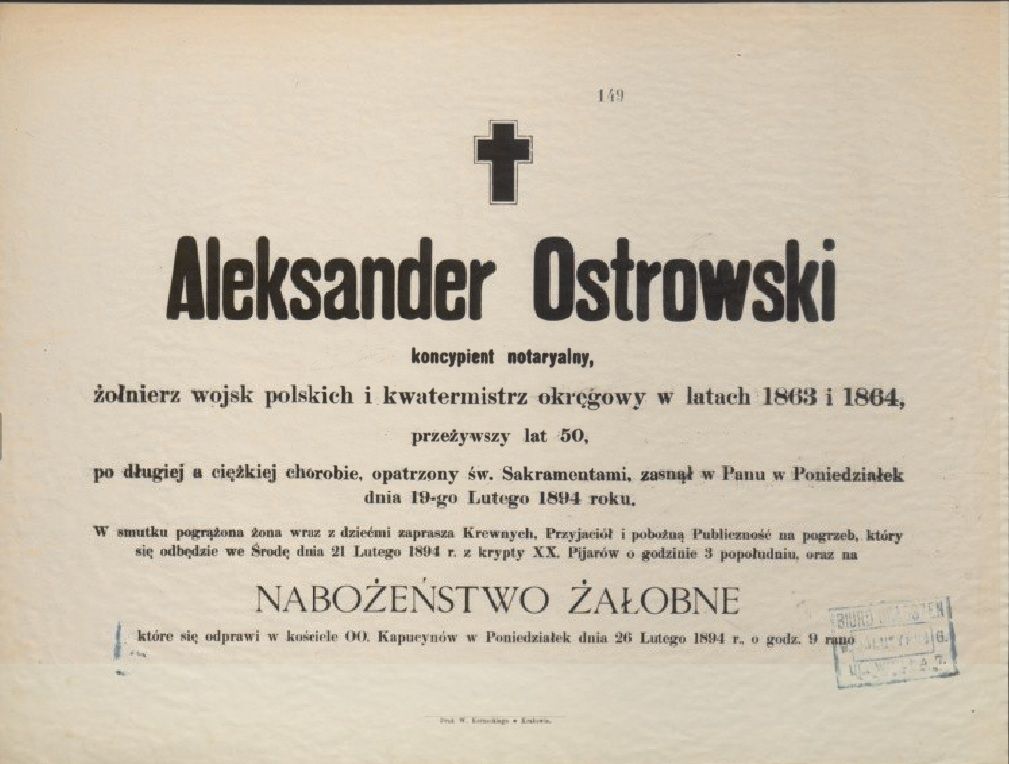 149
Aleksander Ostrowski
koncypient notaryalny,
żołnierz wojsk polskich i kwatermistrz okręgowy w latach 1863 i 1864,
przeżywszy lat 50,
po długiej a ciężkiej chorobie, opatrzony św. Sakramentami, zasnął w Panu w Poniedziałek
dnia 19-go Lutego 1894 roku.
W smutku pogrążona żona wraz z dziećmi zaprasza Krewnych, Przyjaciół i pobożną Publiczność na pogrzeb, który
się odbędzie we Środę dnia 21 Lutego 1894 r. z krypty XX. Pijarów o godzinie 3 popołudniu, oraz na
NABOŻEŃSTWO ŻAŁOBNE
które się odprawi w kościele OO. Kapucynów w Poniedziałek dnia 26 Lutego 1894 r., o godz. 9 rano
BIURO
Druk W. Korneckiego w Krakowie.